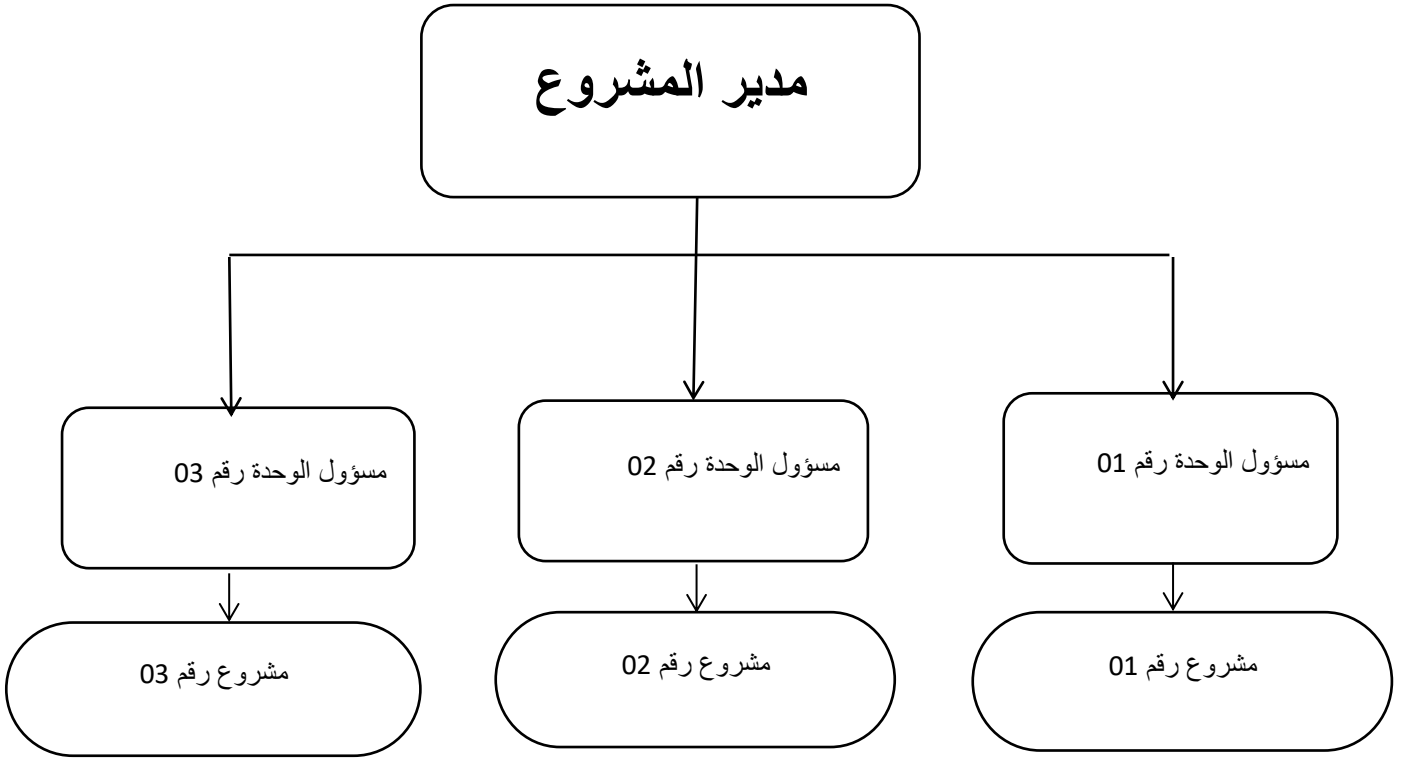 مدير المشروع
مسؤول الوحدة رقم 01
مسؤول الوحدة رقم 02
مسؤول الوحدة رقم 03
مشروع رقم 01
مشروع رقم 02
مشروع رقم 03